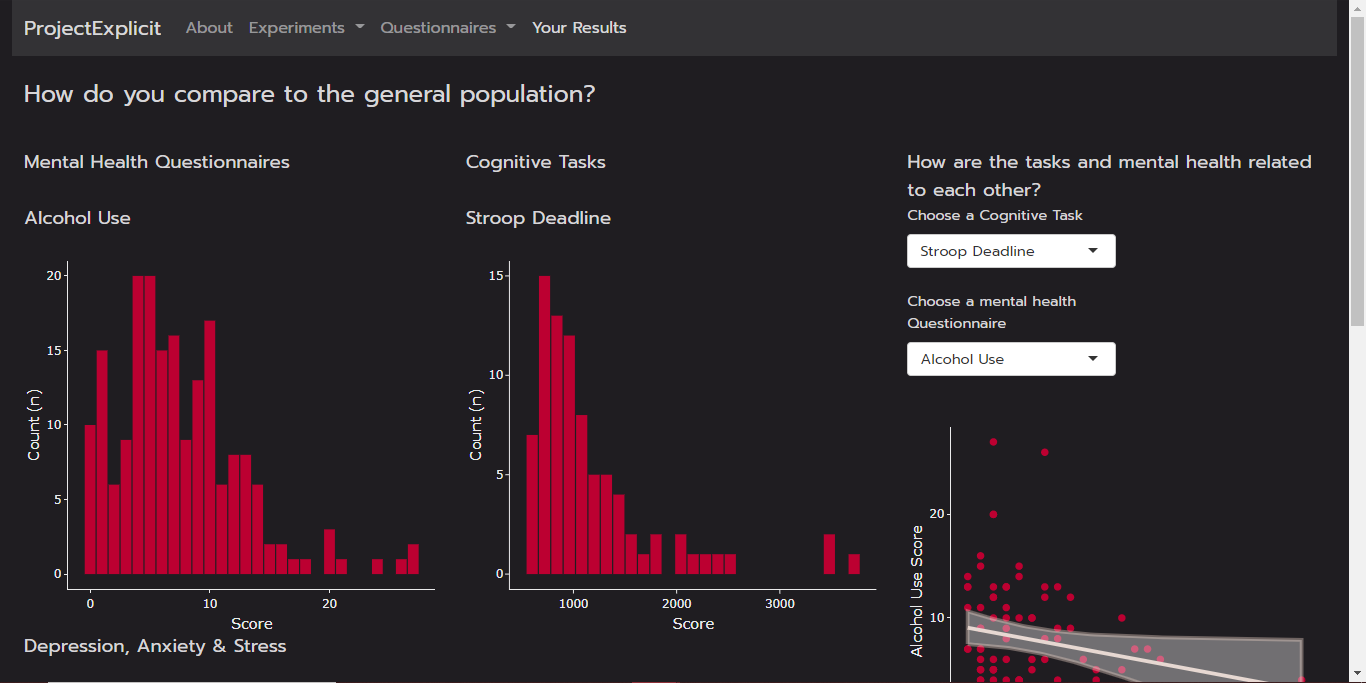 ProjectExplicit About Experiments Questionnaires Your Results
How do you compare to the general population?
Mental Health Questionnaires
Alcohol Use
20
15
10
5
0
Count (n)
0 10 20
Score
Depression, Anxiety & Stress
Cognitive Tasks
Stroop Deadline
15
10
5
0
Count (n)
1000 2000 3000
Score
How are the tasks and mental health related
to each other?
Choose a Cognitive Task
Stroop Deadline
Choose a mental health
Questionnaire
Alcohol Use
20
10
Alcohol Use Score